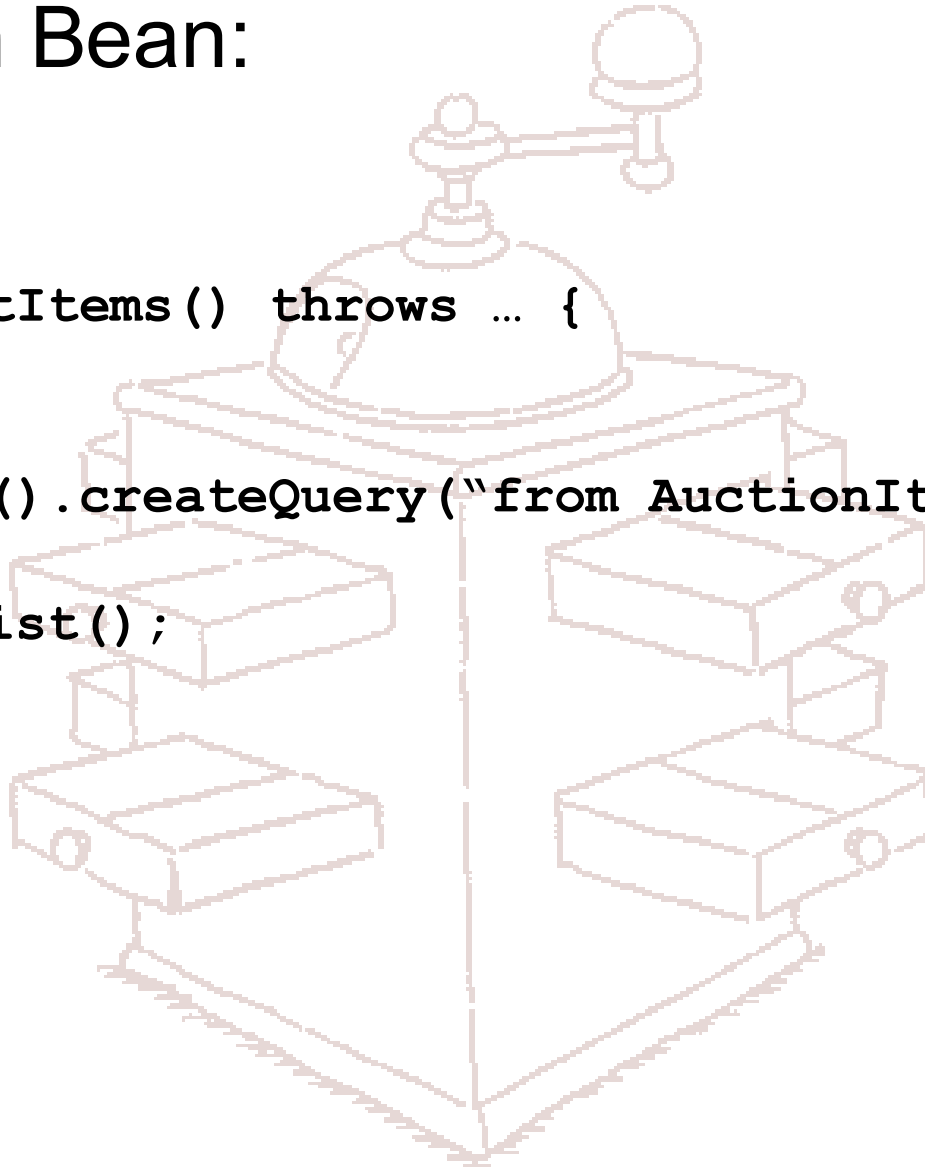 Bean:
tItems() throws … {
().createQuery(“from AuctionIt
ist();